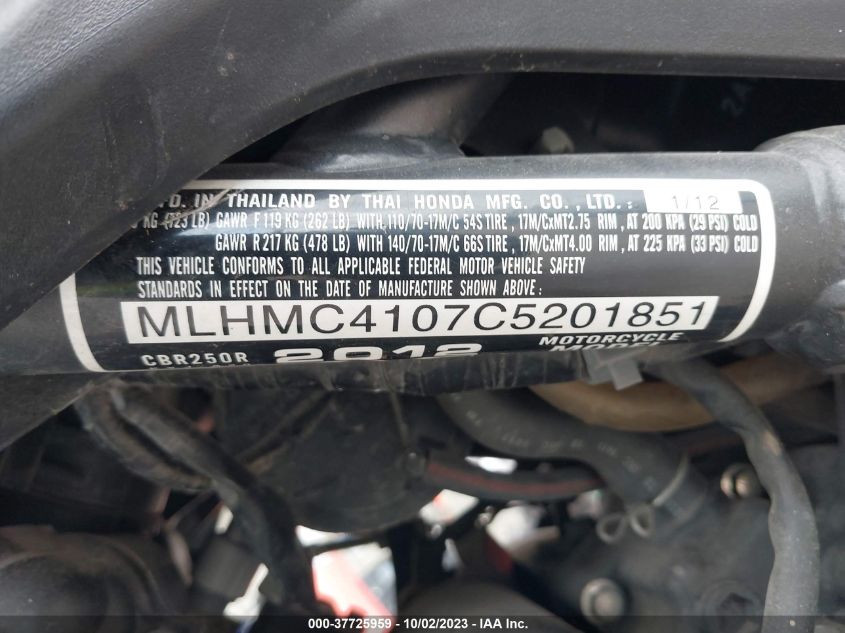 IN THAILAND BY THAI HONDA MFG. CO., LTD.: 1/12
KG (723 LB) GAWR F 119 KG (262 LB) WITH 110/70-17M/C 54S TIRE, 17M/CxMT2.75 RIM, AT 200 KPA (29 PSI) COLD
GAWR R 217 KG (478 LB) WITH 140/70-17M/C 66S TIRE, 17M/CxMT4.00 RIM, AT 225 KPA (33 PSI) COLD
THIS VEHICLE CONFORMS TO ALL APPLICABLE FEDERAL MOTOR VEHICLE SAFETY
STANDARDS IN EFFECT ON THE DATE OF MANUFACTURE SHOWN ABOVE.
MLHMC4107C5201851
CBR250R 2012 MOTORCYCLE
000-37725959 - 10/02/2023 - IAA Inc.